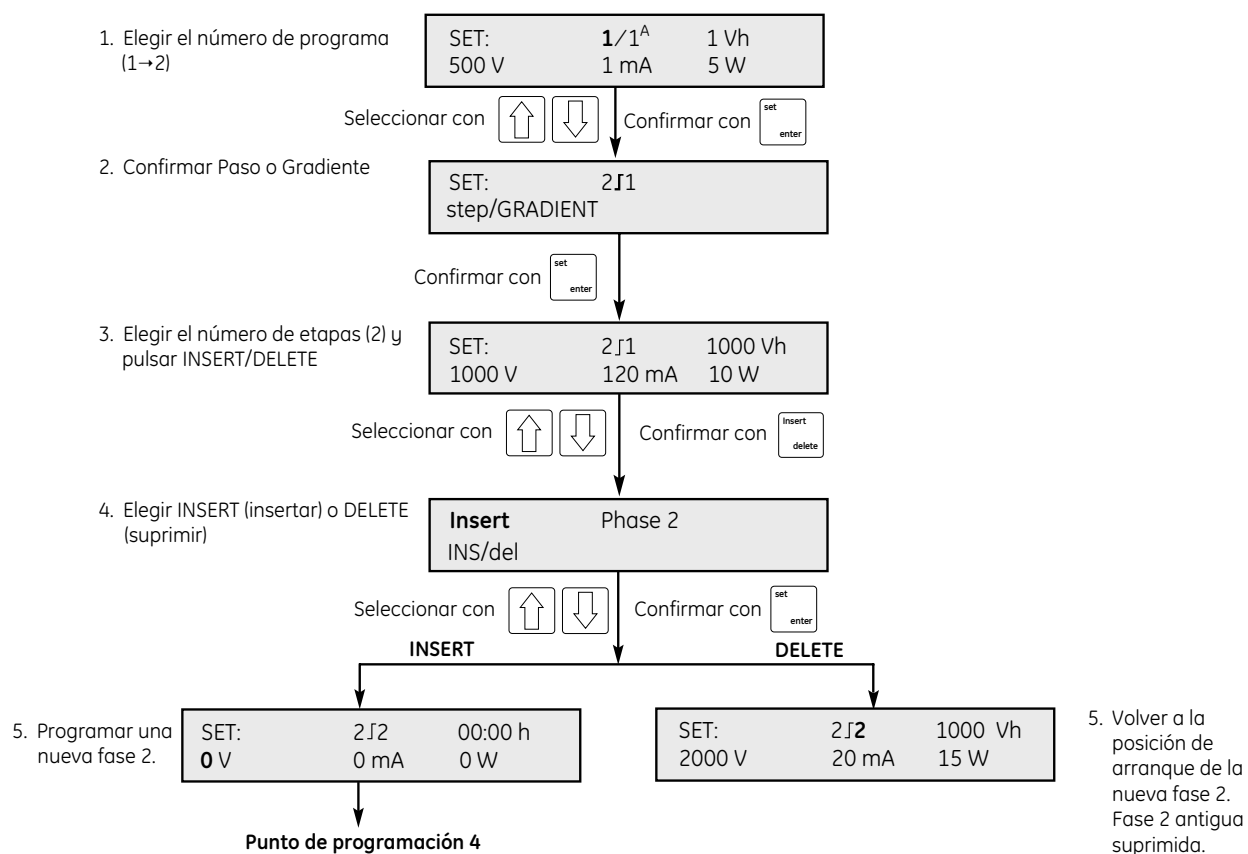 1. Elegir el número de programa
(1→2)
SET: 1/1ᴬ 1 Vh
500 V 1 mA 5 W
Seleccionar con
Confirmar con
set
enter
2. Confirmar Paso o Gradiente
SET: 2⌠1
step/GRADIENT
Confirmar con
set
enter
3. Elegir el número de etapas (2) y
pulsar INSERT/DELETE
SET: 2⌠1 1000 Vh
1000 V 120 mA 10 W
Seleccionar con
Confirmar con
Insert
delete
4. Elegir INSERT (insertar) o DELETE
(suprimir)
Insert Phase 2
INS/del
Seleccionar con
Confirmar con
set
enter
INSERT
DELETE
5. Programar una
nueva fase 2.
SET: 2⌠2 00:00 h
0 V 0 mA 0 W
Punto de programación 4
SET: 2⌠2 1000 Vh
2000 V 20 mA 15 W
5. Volver a la
posición de
arranque de la
nueva fase 2.
Fase 2 antigua
suprimida.